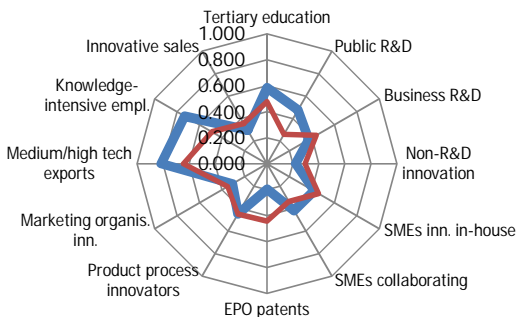 Tertiary education
1.000
0.800
0.600
0.400
0.200
0.000
Public R&D
Business R&D
Non-R&D
innovation
SMEs inn. in-house
SMEs collaborating
EPO patents
Product process
innovators
Marketing organis.
inn.
Medium/high tech
exports
Knowledge-
intensive empl.
Innovative sales